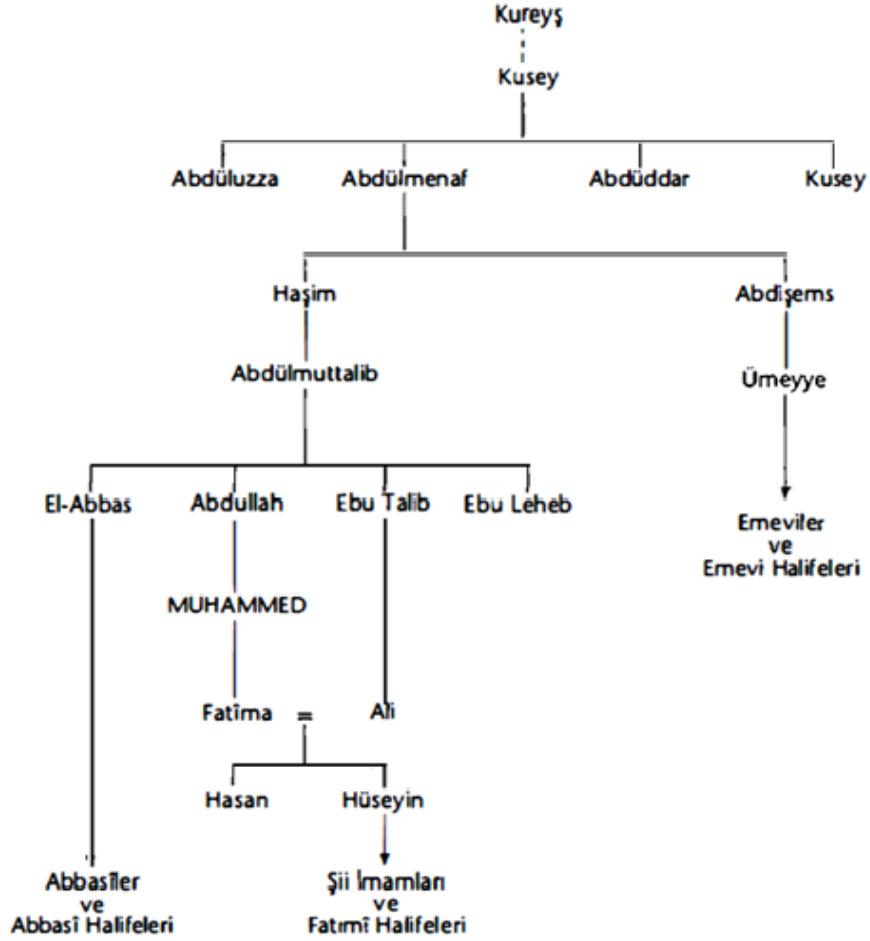 Kureyş
Kusey
Abdüluzza Abdülmenaf Abdüddar Kusey
Haşim Abdişems
Abdülmuttalib Ümeyye
El-Abbas Abdullah Ebu Talib Ebu Leheb
Emeviler
ve
Emevi Halifeleri
MUHAMMED
Fatîma = Ali
Hasan Hüseyin
Abbasîler
ve
Abbasî Halifeleri
Şii İmamları
ve
Fatımî Halifeleri